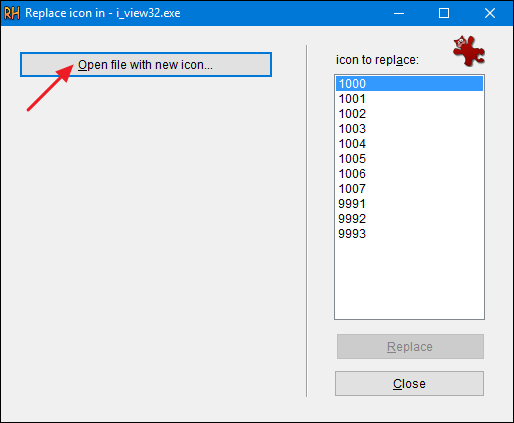 RH Replace icon in - i_view32.exe
Open file with new icon...
icon to replace:
1000
1001
1002
1003
1004
1005
1006
1007
9991
9992
9993
Replace
Close